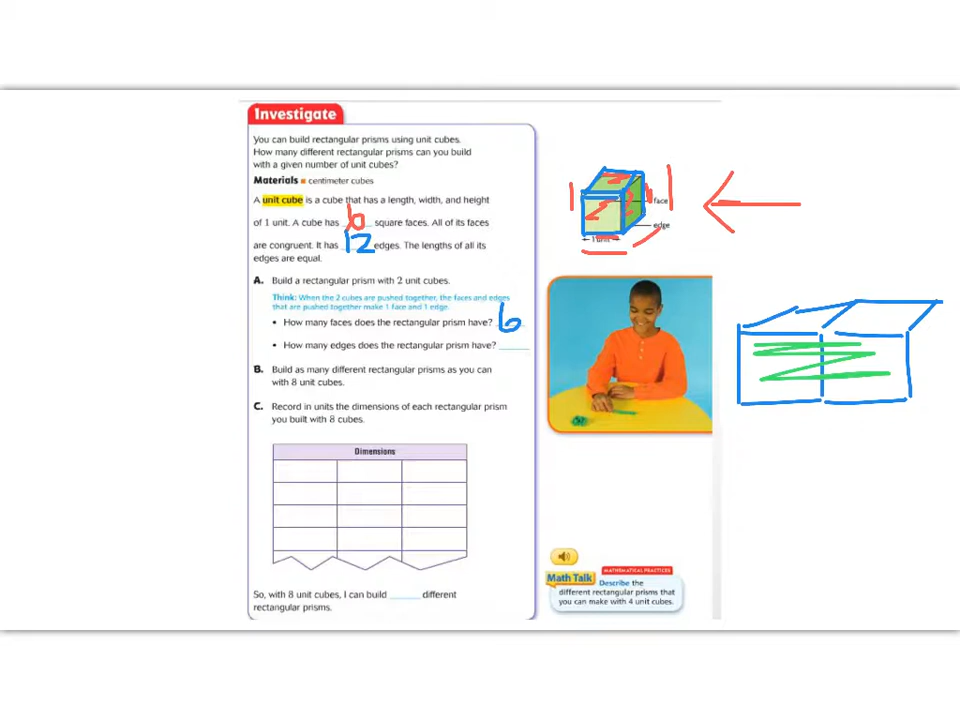 Investigate
You can build rectangular prisms using unit cubes.
How many different rectangular prisms can you build
with a given number of unit cubes?
Materials ■ centimeter cubes
A unit cube is a cube that has a length, width, and height
of 1 unit. A cube has 6 square faces. All of its faces
are congruent. It has 12 edges. The lengths of all its
edges are equal.
A. Build a rectangular prism with 2 unit cubes.
Think: When the 2 cubes are pushed together, the faces and edges
that are pushed together make 1 face and 1 edge.
• How many faces does the rectangular prism have? 6
• How many edges does the rectangular prism have? ____
B. Build as many different rectangular prisms as you can
with 8 unit cubes.
C. Record in units the dimensions of each rectangular prism
you built with 8 cubes.
Dimensions
So, with 8 unit cubes, I can build ____ different
rectangular prisms.
face
edge
1 unit
Math Talk
MATHEMATICAL PRACTICES
Describe the
different rectangular prisms that
you can make with 4 unit cubes.